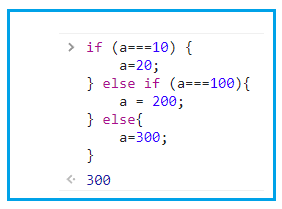 if (a===10) {
    a=20;
} else if (a===100){
    a = 200;
} else{
    a=300;
}
300